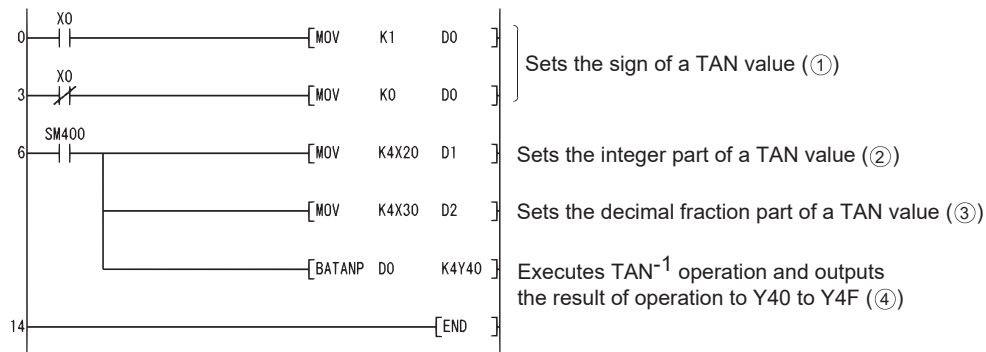 X0
0 [MOV K1 D0 ]
Sets the sign of a TAN value (①)
X0
3 [MOV K0 D0 ]
SM400
6 [MOV K4X20 D1 ] Sets the integer part of a TAN value (②)
[MOV K4X30 D2 ] Sets the decimal fraction part of a TAN value (③)
[BATANP D0 K4Y40 ] Executes TAN⁻¹ operation and outputs
the result of operation to Y40 to Y4F (④)
14 [END ]